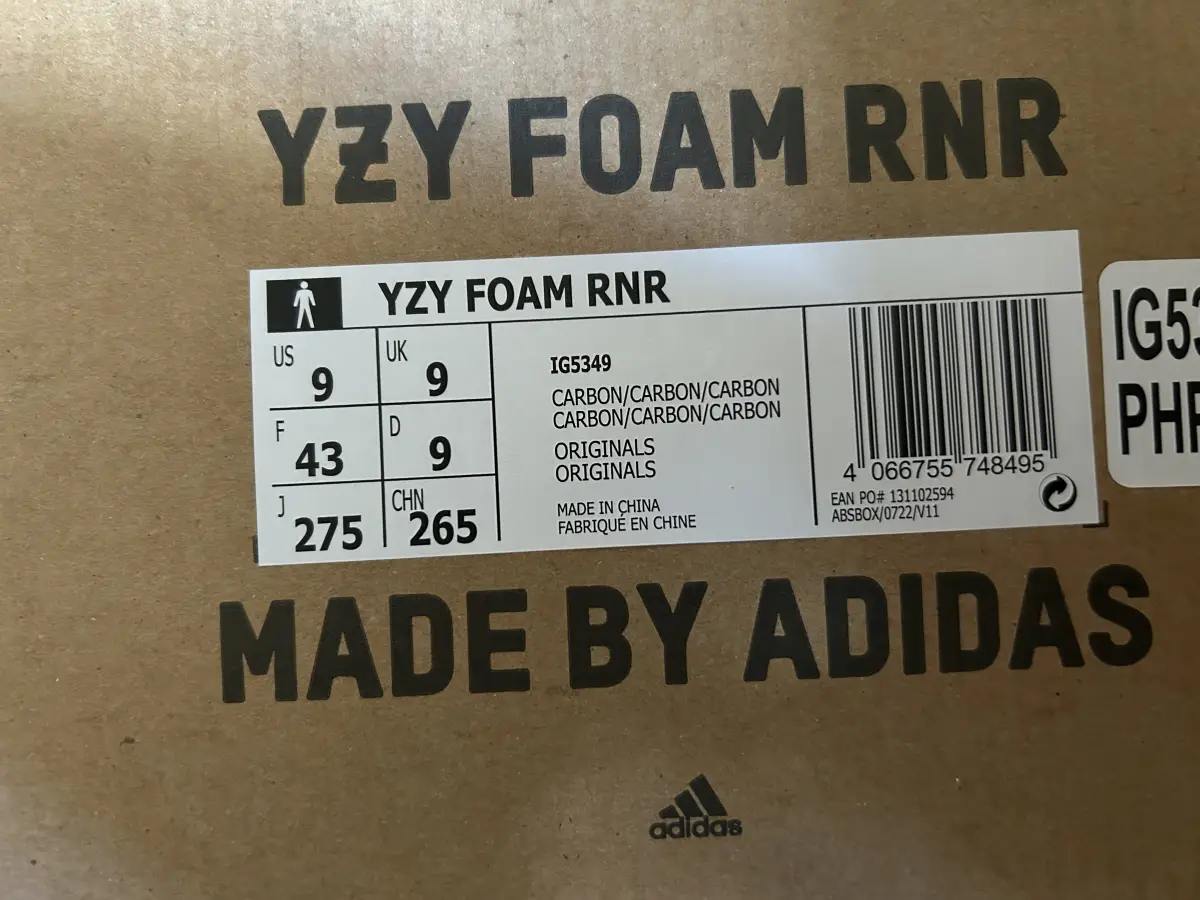 YZY FOAM RNR
YZY FOAM RNR
US 9 UK 9
F 43 D 9
J 275 CHN 265
IG5349
CARBON/CARBON/CARBON
CARBON/CARBON/CARBON
ORIGINALS
ORIGINALS
MADE IN CHINA
FABRIQUÉ EN CHINE
4 066755 748495
EAN PO# 131102594
ABSBOX/0722/V11
IG53
PHP
MADE BY ADIDAS
adidas